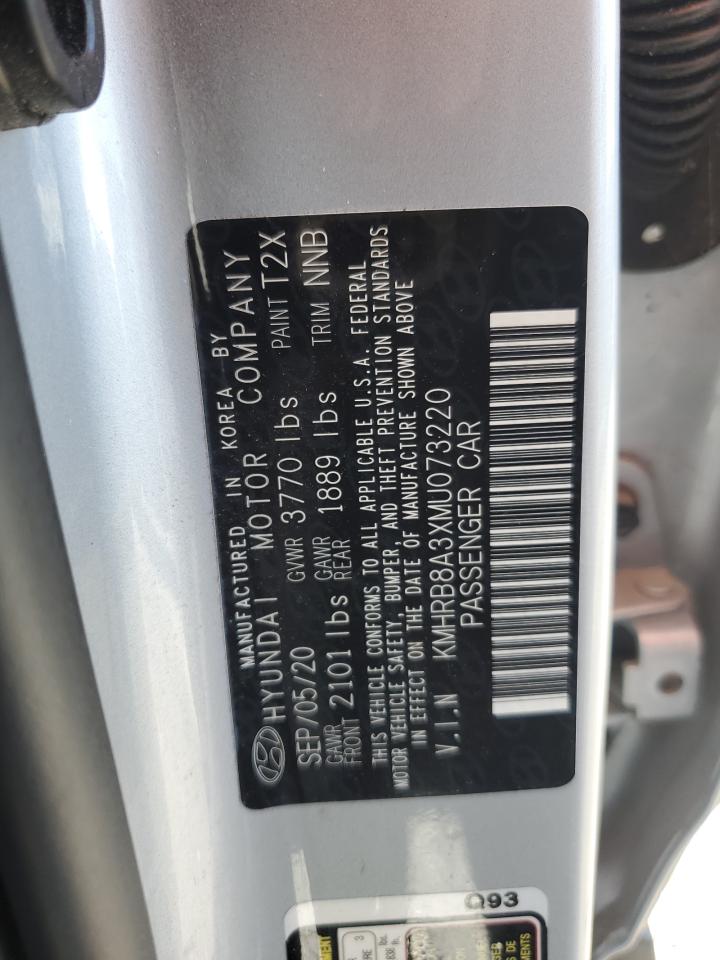 MANUFACTURED IN KOREA BY
HYUNDAI MOTOR COMPANY
SEP/05/20 GVWR 3770 lbs PAINT T2X
GAWR FRONT 2101 lbs GAWR REAR 1889 lbs TRIM NNB
THIS VEHICLE CONFORMS TO ALL APPLICABLE U.S.A. FEDERAL
MOTOR VEHICLE SAFETY, BUMPER, AND THEFT PREVENTION STANDARDS
IN EFFECT ON THE DATE OF MANUFACTURE SHOWN ABOVE
V.I.N KMHRB8A3XMU073220
PASSENGER CAR
Q93